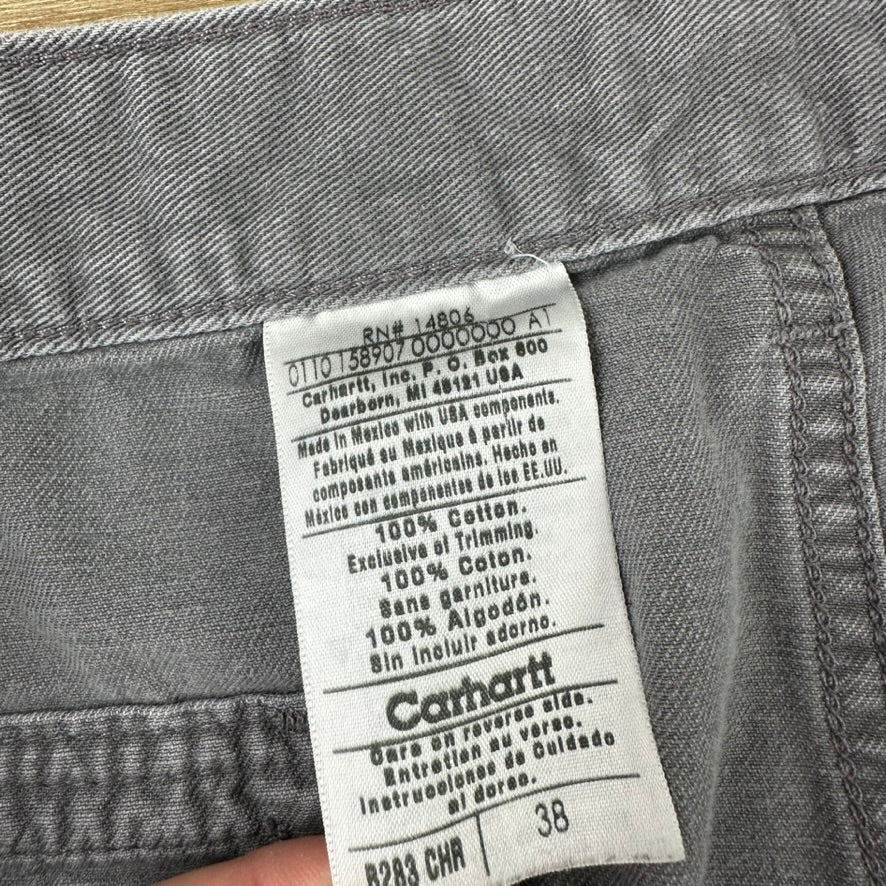 RN# 14806
0110 158907 0000000 A1
Carhartt, Inc. P. O. Box 600
Dearborn, MI 48121 USA
Made in Mexico with USA components.
Fabriqué au Mexique à partir de
composants américains. Hecho en
México con componentes de los EE.UU.
100% Cotton.
Exclusive of Trimming.
100% Coton.
Sans garniture.
100% Algodón.
Sin incluir adorno.
Carhartt
Care on reverse side.
Entretien au verso.
Instrucciones de Cuidado
al dorso.
B283 CHR 38